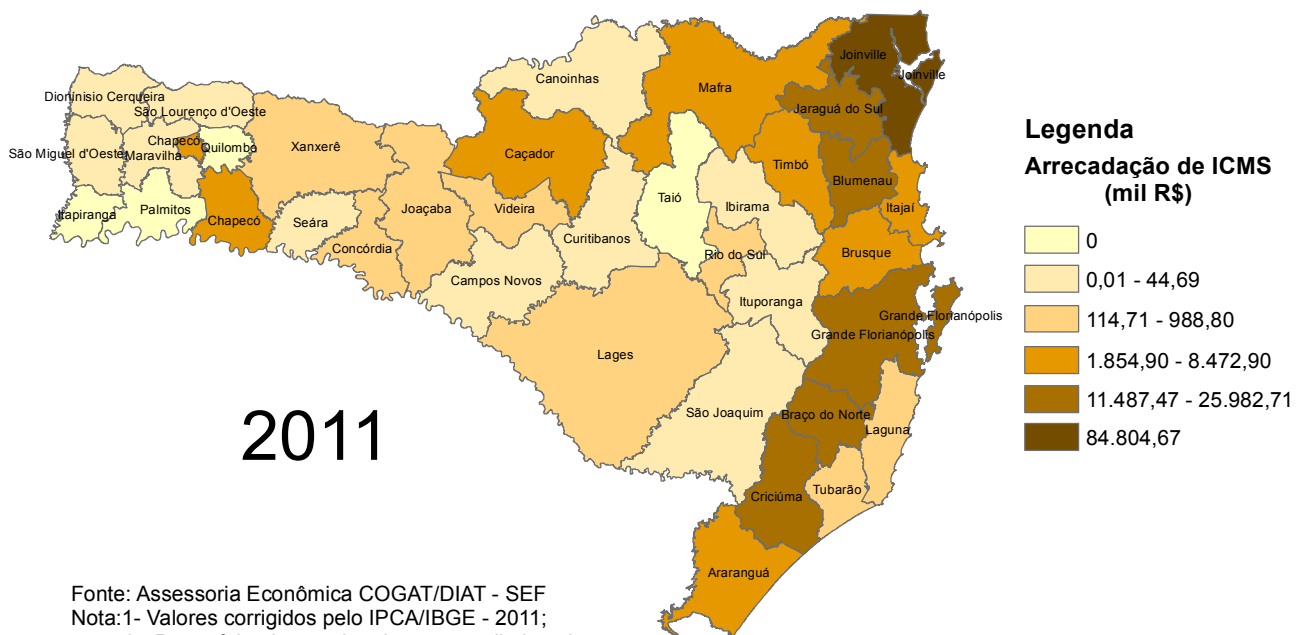 Joinville
Joinville
Canoinhas
Mafra
Dionísio Cerqueira
São Lourenço d'Oeste
Jaraguá do Sul
Chapecó
Quilombo
Xanxerê
São Miguel d'Oeste
Maravilha
Caçador
Timbó
Blumenau
Taió
Ibirama
Itapiranga
Palmitos
Chapecó
Seára
Joaçaba
Videira
Itajaí
Curitibanos
Concórdia
Rio do Sul
Brusque
Campos Novos
Ituporanga
Grande Florianópolis
Grande Florianópolis
Lages
São Joaquim
Braço do Norte
Laguna
Criciúma
Tubarão
Araranguá
2011
Legenda
Arrecadação de ICMS
(mil R$)
0
0,01 - 44,69
114,71 - 988,80
1.854,90 - 8.472,90
11.487,47 - 25.982,71
84.804,67
Fonte: Assessoria Econômica COGAT/DIAT - SEF
Nota:1- Valores corrigidos pelo IPCA/IBGE - 2011;